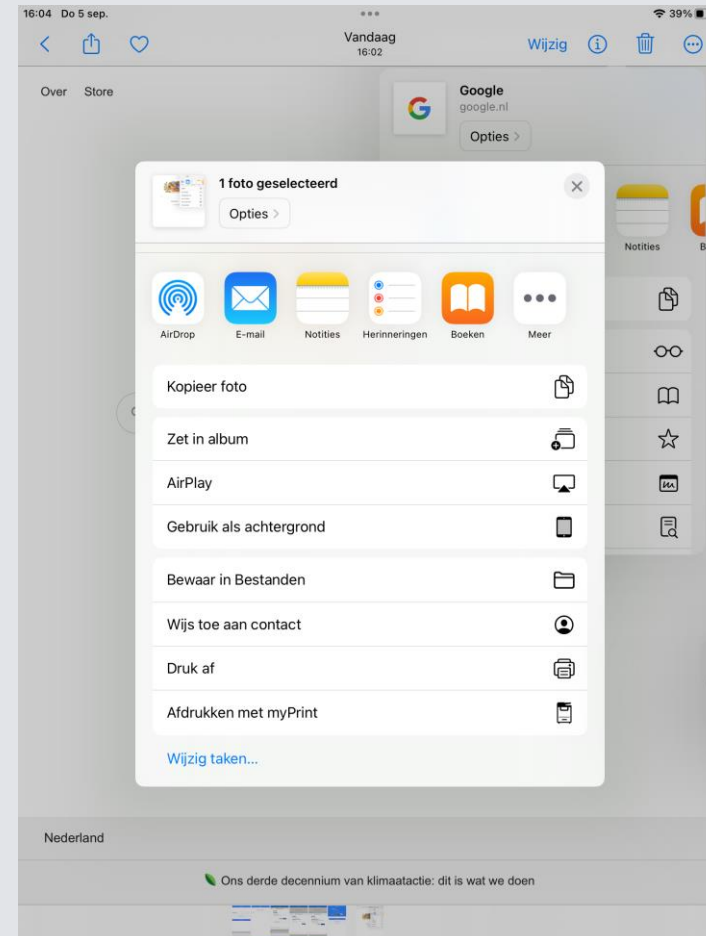 16:04 Do 5 sep.
39%
Vandaag
16:02
Wijzig
Over Store
Google
google.nl
Opties
1 foto geselecteerd
Opties
Notities
B
AirDrop
E-mail
Notities
Herinneringen
Boeken
Meer
Kopieer foto
Zet in album
AirPlay
Gebruik als achtergrond
Bewaar in Bestanden
Wijs toe aan contact
Druk af
Afdrukken met myPrint
Wijzig taken...
Nederland
Ons derde decennium van klimaatactie: dit is wat we doen